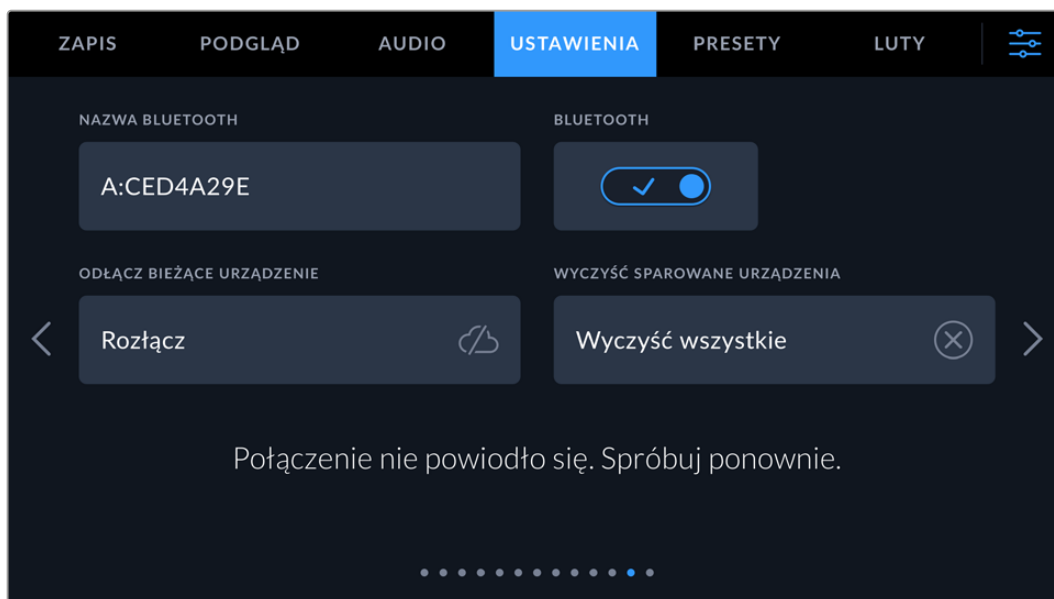 ZAPIS PODGLĄD AUDIO USTAWIENIA PRESETY LUTY
NAZWA BLUETOOTH BLUETOOTH
A:CED4A29E
ODŁĄCZ BIEŻĄCE URZĄDZENIE WYCZYŚĆ SPAROWANE URZĄDZENIA
Rozłącz Wyczyść wszystkie
Połączenie nie powiodło się. Spróbuj ponownie.